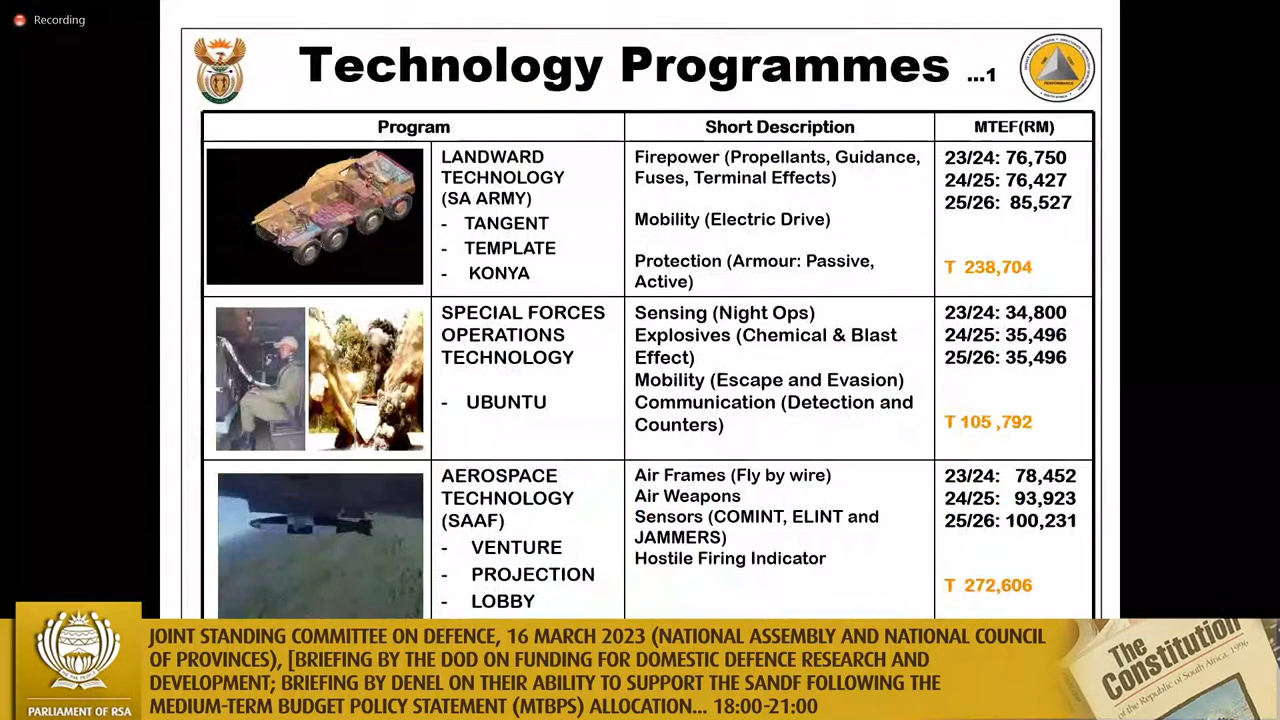 Recording
Technology Programmes ...1
Program
Short Description
MTEF(RM)
LANDWARD
TECHNOLOGY
(SA ARMY)
- TANGENT
- TEMPLATE
- KONYA
Firepower (Propellants, Guidance,
Fuses, Terminal Effects)
Mobility (Electric Drive)
Protection (Armour: Passive,
Active)
23/24: 76,750
24/25: 76,427
25/26: 85,527
T 238,704
SPECIAL FORCES
OPERATIONS
TECHNOLOGY
- UBUNTU
Sensing (Night Ops)
Explosives (Chemical & Blast
Effect)
Mobility (Escape and Evasion)
Communication (Detection and
Counters)
23/24: 34,800
24/25: 35,496
25/26: 35,496
T 105 ,792
AEROSPACE
TECHNOLOGY
(SAAF)
- VENTURE
- PROJECTION
- LOBBY
Air Frames (Fly by wire)
Air Weapons
Sensors (COMINT, ELINT and
JAMMERS)
Hostile Firing Indicator
23/24: 78,452
24/25: 93,923
25/26: 100,231
T 272,606
JOINT STANDING COMMITTEE ON DEFENCE, 16 MARCH 2023 (NATIONAL ASSEMBLY AND NATIONAL COUNCIL
OF PROVINCES), [BRIEFING BY THE DOD ON FUNDING FOR DOMESTIC DEFENCE RESEARCH AND
DEVELOPMENT; BRIEFING BY DENEL ON THEIR ABILITY TO SUPPORT THE SANDF FOLLOWING THE
MEDIUM-TERM BUDGET POLICY STATEMENT (MTBPS) ALLOCATION... 18:00-21:00
PARLIAMENT OF RSA
The
Constitution
of the Republic of South Africa, 1996